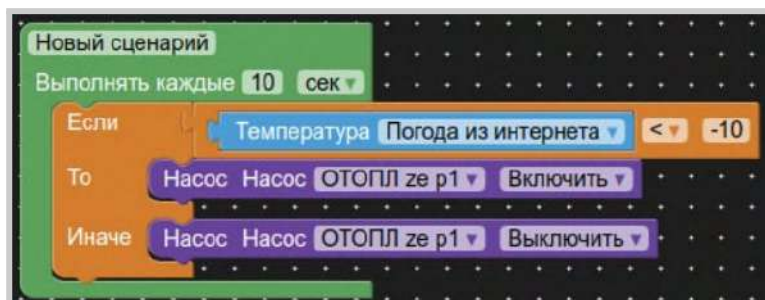 Новый сценарий
Выполнять каждые 10 сек
Если Температура Погода из интернета < -10
То Насос Насос ОТОПЛ ze p1 Включить
Иначе Насос Насос ОТОПЛ ze p1 Выключить